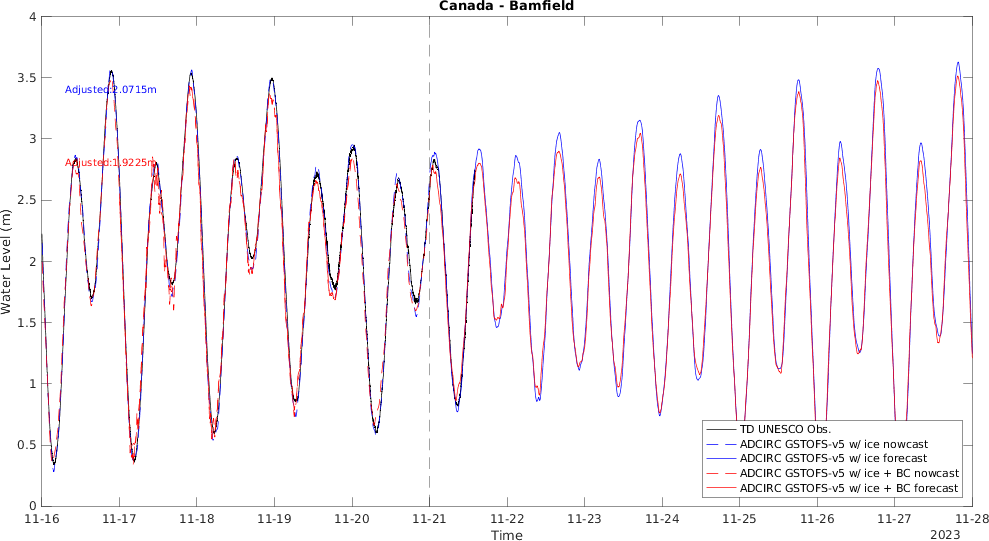 Canada - Bamfield
4
3.5
3
2.5
2
1.5
1
0.5
0
Water Level (m)
Adjusted:2.0715m
Adjusted:1.9225m
TD UNESCO Obs.
ADCIRC GSTOFS-v5 w/ ice nowcast
ADCIRC GSTOFS-v5 w/ ice forecast
ADCIRC GSTOFS-v5 w/ ice + BC nowcast
ADCIRC GSTOFS-v5 w/ ice + BC forecast
11-16 11-17 11-18 11-19 11-20 11-21 11-22 11-23 11-24 11-25 11-26 11-27 11-28
Time
2023